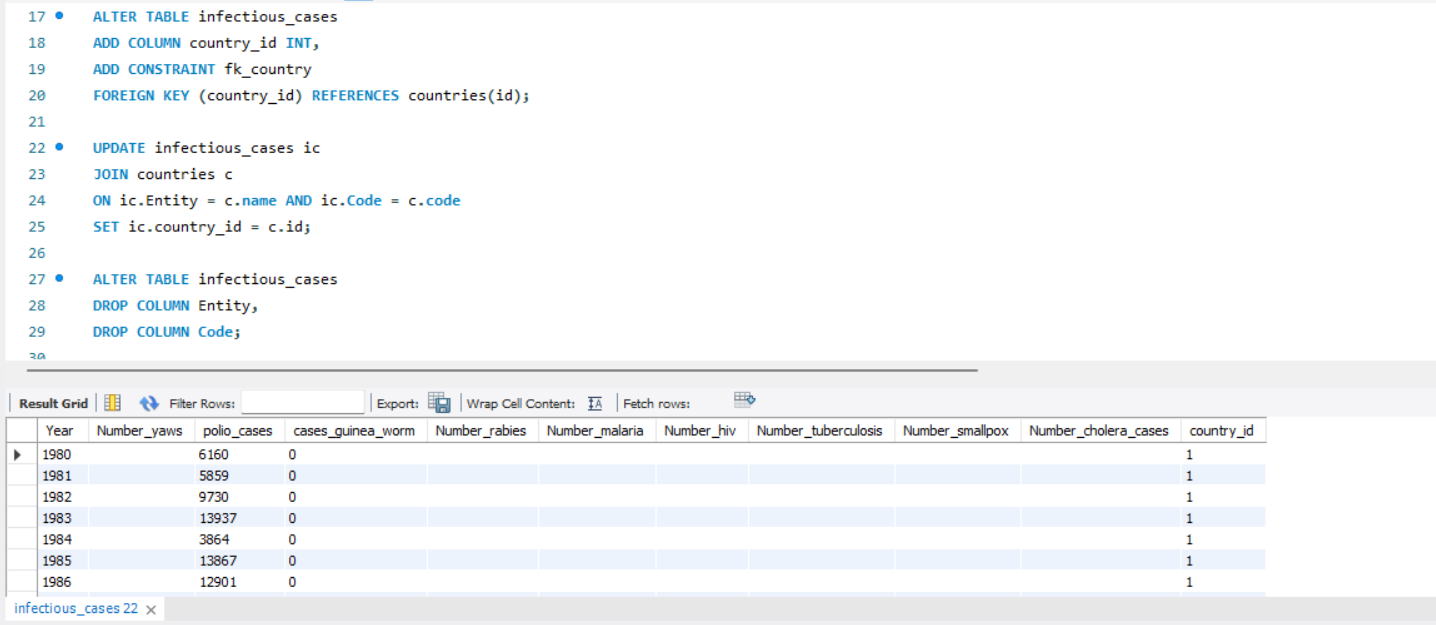 17 ALTER TABLE infectious_cases
18 ADD COLUMN country_id INT,
19 ADD CONSTRAINT fk_country
20 FOREIGN KEY (country_id) REFERENCES countries(id);
21
22 UPDATE infectious_cases ic
23 JOIN countries c
24 ON ic.Entity = c.name AND ic.Code = c.code
25 SET ic.country_id = c.id;
26
27 ALTER TABLE infectious_cases
28 DROP COLUMN Entity,
29 DROP COLUMN Code;
30
Result Grid Filter Rows: Export: Wrap Cell Content: Fetch rows:
Year Number_yaws polio_cases cases_guinea_worm Number_rabies Number_malaria Number_hiv Number_tuberculosis Number_smallpox Number_cholera_cases country_id
1980 6160 0 1
1981 5859 0 1
1982 9730 0 1
1983 13937 0 1
1984 3864 0 1
1985 13867 0 1
1986 12901 0 1
infectious_cases 22